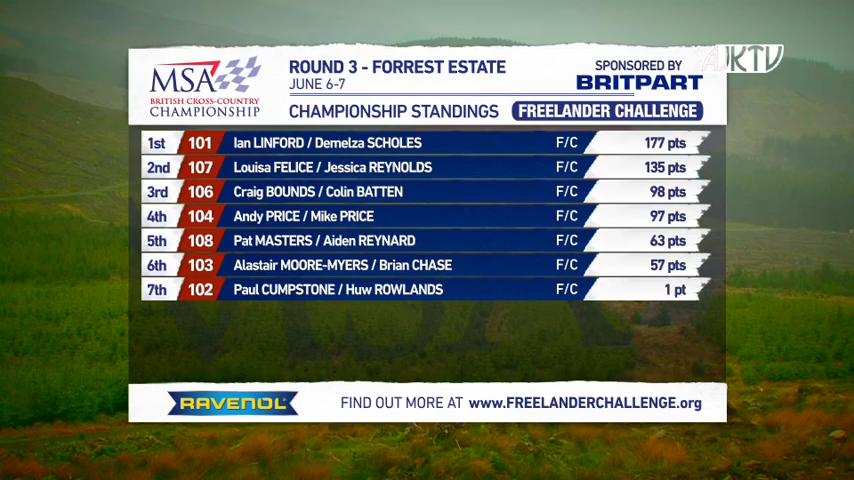 AJKTV
MSA
BRITISH CROSS-COUNTRY
CHAMPIONSHIP
ROUND 3 - FORREST ESTATE
JUNE 6-7
CHAMPIONSHIP STANDINGS
SPONSORED BY
BRITPART
FREELANDER CHALLENGE
1st 101 Ian LINFORD / Demelza SCHOLES F/C 177 pts
2nd 107 Louisa FELICE / Jessica REYNOLDS F/C 135 pts
3rd 106 Craig BOUNDS / Colin BATTEN F/C 98 pts
4th 104 Andy PRICE / Mike PRICE F/C 97 pts
5th 108 Pat MASTERS / Aiden REYNARD F/C 63 pts
6th 103 Alastair MOORE-MYERS / Brian CHASE F/C 57 pts
7th 102 Paul CUMPSTONE / Huw ROWLANDS F/C 1 pt
RAVENOL
FIND OUT MORE AT www.FREELANDERCHALLENGE.org